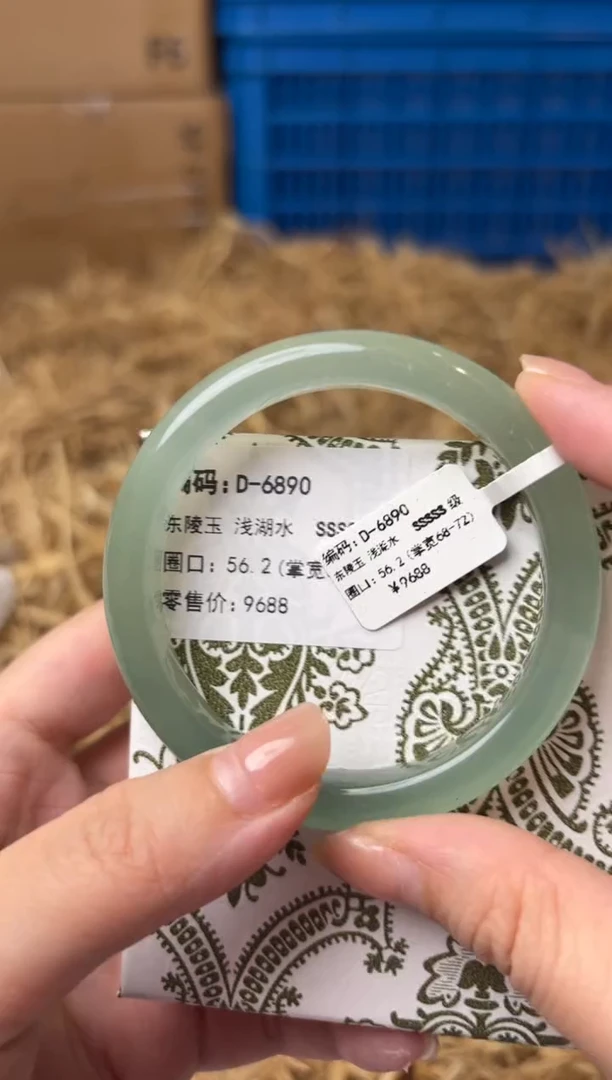 编码: D-6890
东陵玉 浅湖水 SSSS
圈口: 56.2 (掌宽
零售价: 9688
编码: D-6890
东陵玉 浅湖水 SSSSS 级
圈口: 56.2 (掌宽68-72)
￥9688